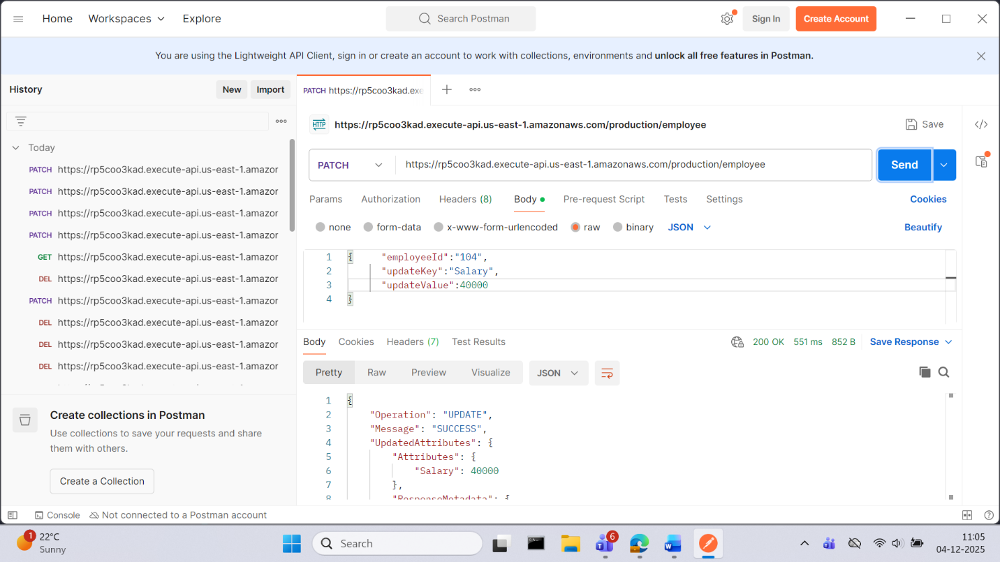 Home Workspaces Explore Search Postman Sign In Create Account
You are using the Lightweight API Client, sign in or create an account to work with collections, environments and unlock all free features in Postman.
History New Import
PATCH https://rp5coo3kad.exe
Today
PATCH https://rp5coo3kad.execute-api.us-east-1.amazor
PATCH https://rp5coo3kad.execute-api.us-east-1.amazor
PATCH https://rp5coo3kad.execute-api.us-east-1.amazor
PATCH https://rp5coo3kad.execute-api.us-east-1.amazor
GET https://rp5coo3kad.execute-api.us-east-1.amazor
DEL https://rp5coo3kad.execute-api.us-east-1.amazor
PATCH https://rp5coo3kad.execute-api.us-east-1.amazor
DEL https://rp5coo3kad.execute-api.us-east-1.amazor
DEL https://rp5coo3kad.execute-api.us-east-1.amazor
DEL https://rp5coo3kad.execute-api.us-east-1.amazor
Create collections in Postman
Use collections to save your requests and share
them with others.
Create a Collection
HTTP https://rp5coo3kad.execute-api.us-east-1.amazonaws.com/production/employee Save
PATCH https://rp5coo3kad.execute-api.us-east-1.amazonaws.com/production/employee Send
Params Authorization Headers (8) Body Pre-request Script Tests Settings Cookies
none form-data x-www-form-urlencoded raw binary JSON Beautify
1 { "employeeId":"104",
2 "updateKey":"Salary",
3 "updateValue":40000
4 }
Body Cookies Headers (7) Test Results 200 OK 551 ms 852 B Save Response
Pretty Raw Preview Visualize JSON
1 {
2 "Operation": "UPDATE",
3 "Message": "SUCCESS",
4 "UpdatedAttributes": {
5 "Attributes": {
6 "Salary": 40000
7 },
8 "ResponseMetadata": {
Console Not connected to a Postman account
1 22°C
Sunny
Search
6
11:05
04-12-2025